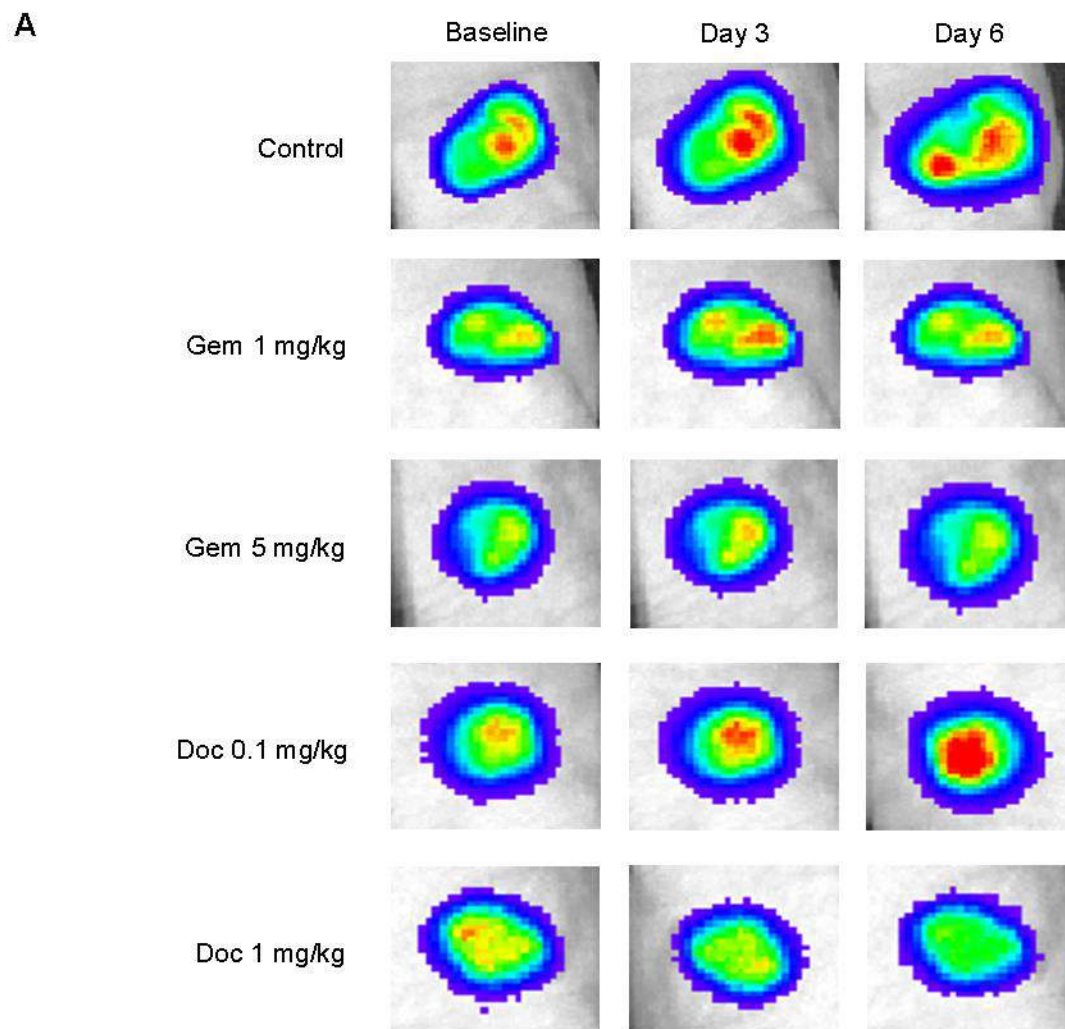 A
Baseline Day 3 Day 6
Control
Gem 1 mg/kg
Gem 5 mg/kg
Doc 0.1 mg/kg
Doc 1 mg/kg